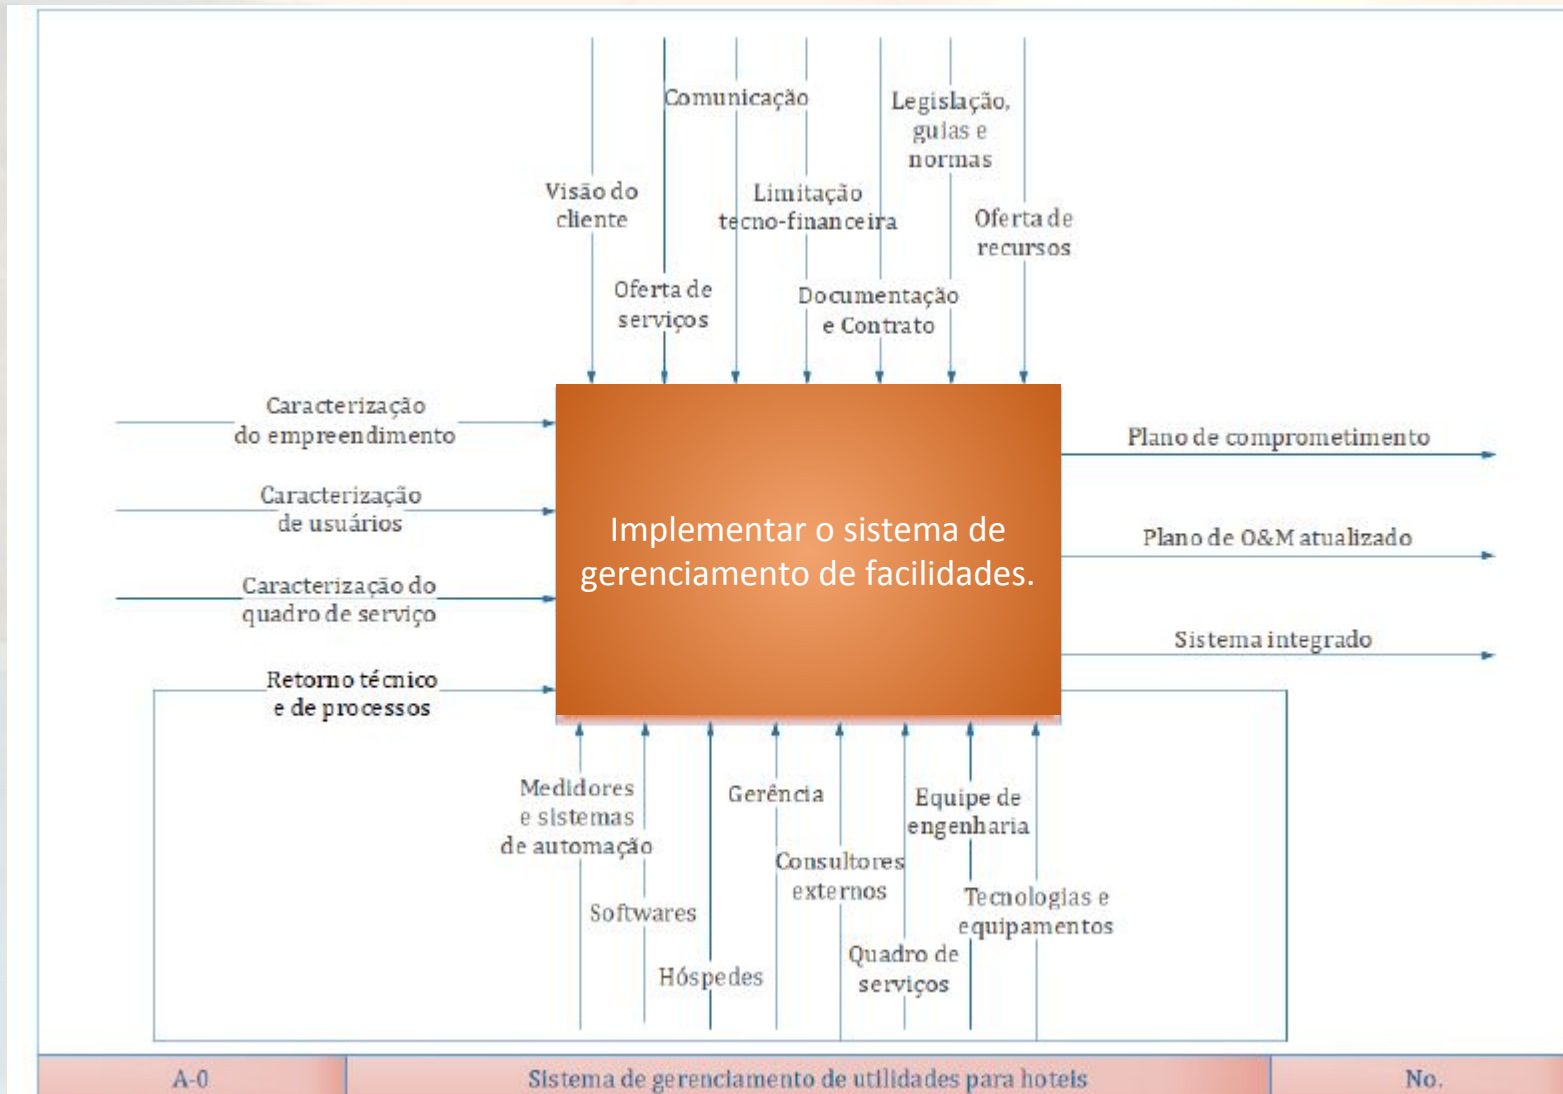 Comunicação
Legislação,
guias e
normas
Visão do
cliente
Limitação
tecno-financeira
Oferta de
recursos
Oferta de
serviços
Documentação
e Contrato
Caracterização
do empreendimento
Caracterização
de usuários
Caracterização do
quadro de serviço
Retorno técnico
e de processos
Implementar o sistema de
gerenciamento de facilidades.
Plano de comprometimento
Plano de O&M atualizado
Sistema integrado
Medidores
e sistemas
de automação
Softwares
Hóspedes
Gerência
Consultores
externos
Quadro de
serviços
Equipe de
engenharia
Tecnologias e
equipamentos
A-0
Sistema de gerenciamento de utilidades para hoteis
No.